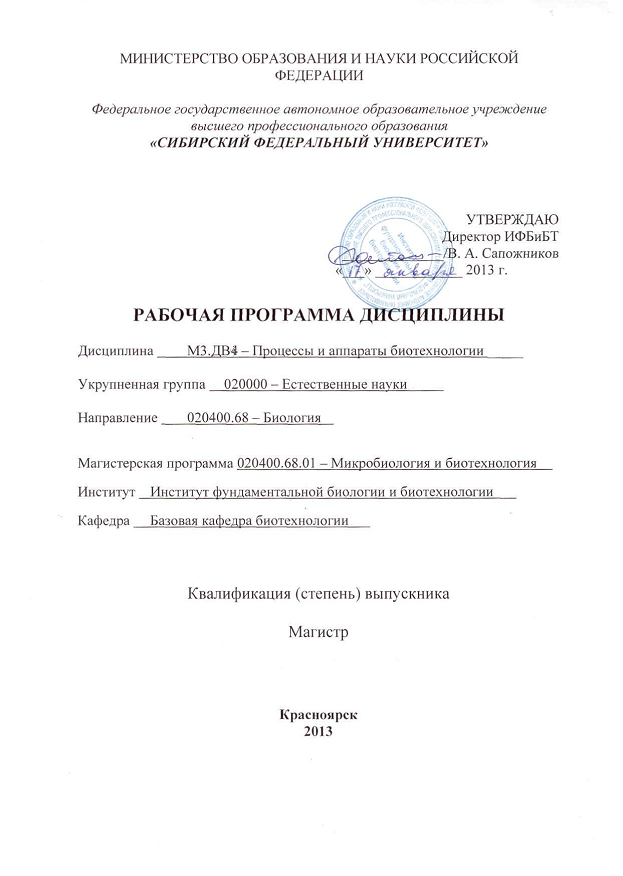 МИНИСТЕРСТВО ОБРАЗОВАНИЯ И НАУКИ РОССИЙСКОЙ
ФЕДЕРАЦИИ
Федеральное государственное автономное образовательное учреждение
высшего профессионального образования
«СИБИРСКИЙ ФЕДЕРАЛЬНЫЙ УНИВЕРСИТЕТ»
УТВЕРЖДАЮ
Директор ИФБиБТ
/В. А. Сапожников
«17» января 2013 г.
РАБОЧАЯ ПРОГРАММА ДИСЦИПЛИНЫ
Дисциплина М3.ДВ4 – Процессы и аппараты биотехнологии
Укрупненная группа 020000 – Естественные науки
Направление 020400.68 – Биология
Магистерская программа 020400.68.01 – Микробиология и биотехнология
Институт Институт фундаментальной биологии и биотехнологии
Кафедра Базовая кафедра биотехнологии
Квалификация (степень) выпускника
Магистр
Красноярск
2013